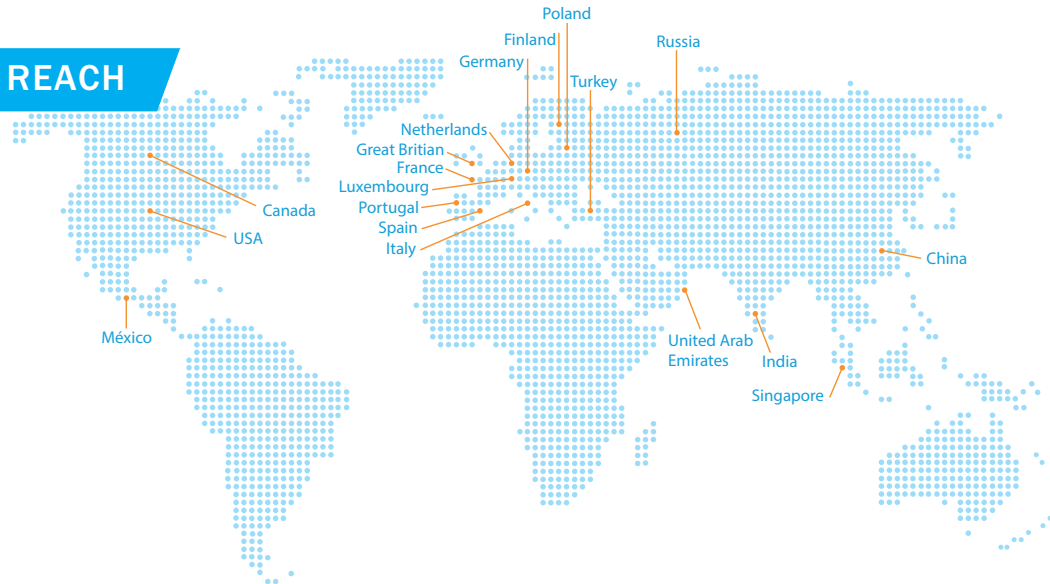 REACH
Poland
Finland
Russia
Germany
Turkey
Netherlands
Great Britian
France
Luxembourg
Portugal
Spain
Italy
Canada
USA
China
México
United Arab
Emirates
India
Singapore